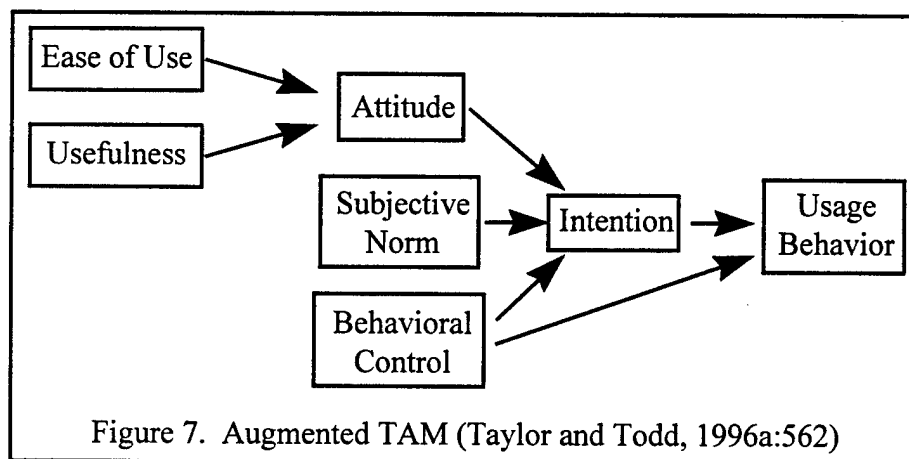 Ease of Use
Usefulness
Attitude
Subjective
Norm
Behavioral
Control
Intention
Usage
Behavior
Figure 7. Augmented TAM (Taylor and Todd, 1996a:562)